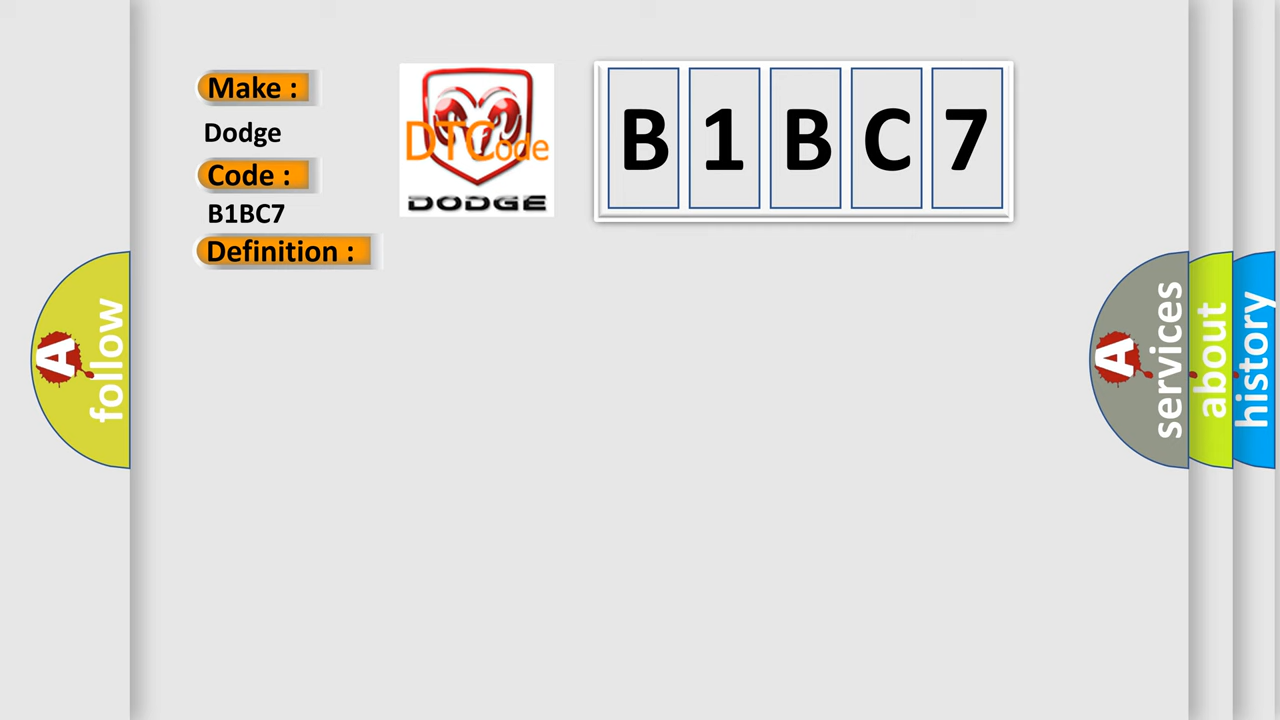 Make :
Dodge
Code :
B1BC7
Definition :
DTCode
DODGE
B 1 B C 7
A follow
A services
about
history